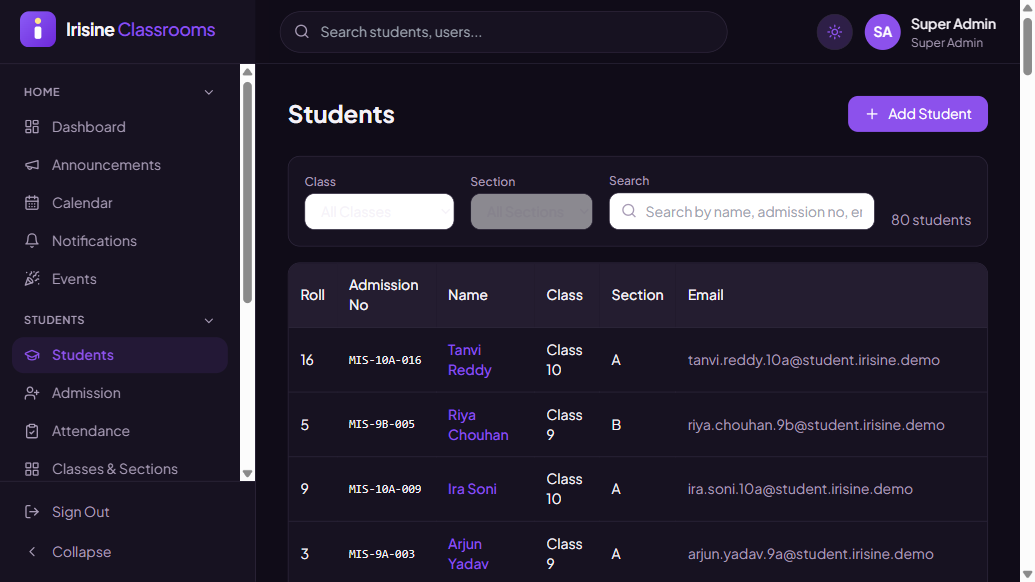 Irisine Classrooms
Search students, users...
SA
Super Admin
Super Admin
HOME
Dashboard
Announcements
Calendar
Notifications
Events
STUDENTS
Students
Admission
Attendance
Classes & Sections
Sign Out
Collapse
Students
+ Add Student
Class
All Classes
Section
All Sections
Search
Search by name, admission no, er
80 students
Roll
Admission
No
Name
Class
Section
Email
16
MIS-10A-016
Tanvi
Reddy
Class
10
A
tanvi.reddy.10a@student.irisine.demo
5
MIS-9B-005
Riya
Chouhan
Class
9
B
riya.chouhan.9b@student.irisine.demo
9
MIS-10A-009
Ira Soni
Class
10
A
ira.soni.10a@student.irisine.demo
3
MIS-9A-003
Arjun
Yadav
Class
9
A
arjun.yadav.9a@student.irisine.demo